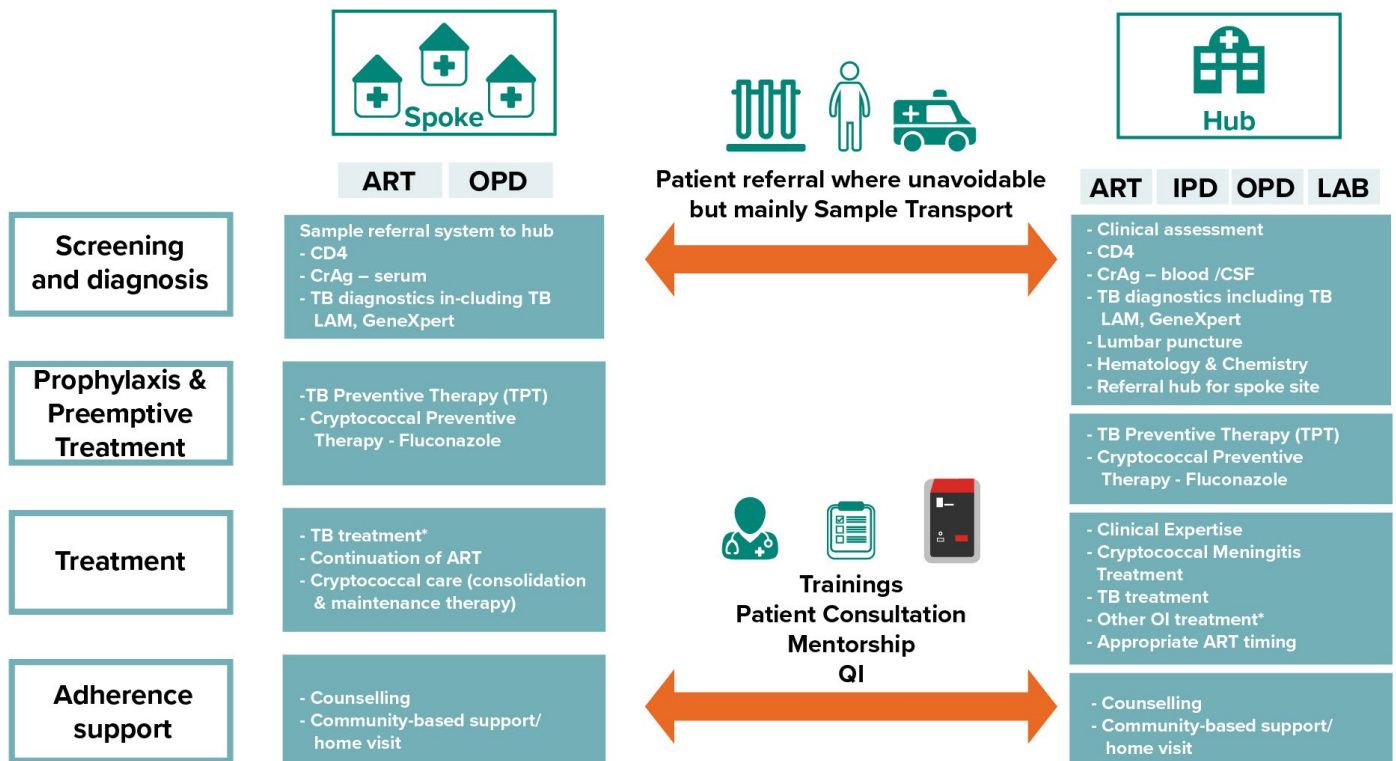 Spoke
Hub
ART
OPD
Patient referral where unavoidable
but mainly Sample Transport
ART
IPD
OPD
LAB
Screening
and diagnosis
Sample referral system to hub
- CD4
- CrAg – serum
- TB diagnostics in-cluding TB
LAM, GeneXpert
- Clinical assessment
- CD4
- CrAg – blood /CSF
- TB diagnostics including TB
LAM, GeneXpert
- Lumbar puncture
- Hematology & Chemistry
- Referral hub for spoke site
Prophylaxis &
Preemptive
Treatment
-TB Preventive Therapy (TPT)
- Cryptococcal Preventive
Therapy - Fluconazole
- TB Preventive Therapy (TPT)
- Cryptococcal Preventive
Therapy - Fluconazole
Treatment
- TB treatment*
- Continuation of ART
- Cryptococcal care (consolidation
& maintenance therapy)
Trainings
Patient Consultation
Mentorship
QI
- Clinical Expertise
- Cryptococcal Meningitis
Treatment
- TB treatment
- Other OI treatment*
- Appropriate ART timing
Adherence
support
- Counselling
- Community-based support/
home visit
- Counselling
- Community-based support/
home visit